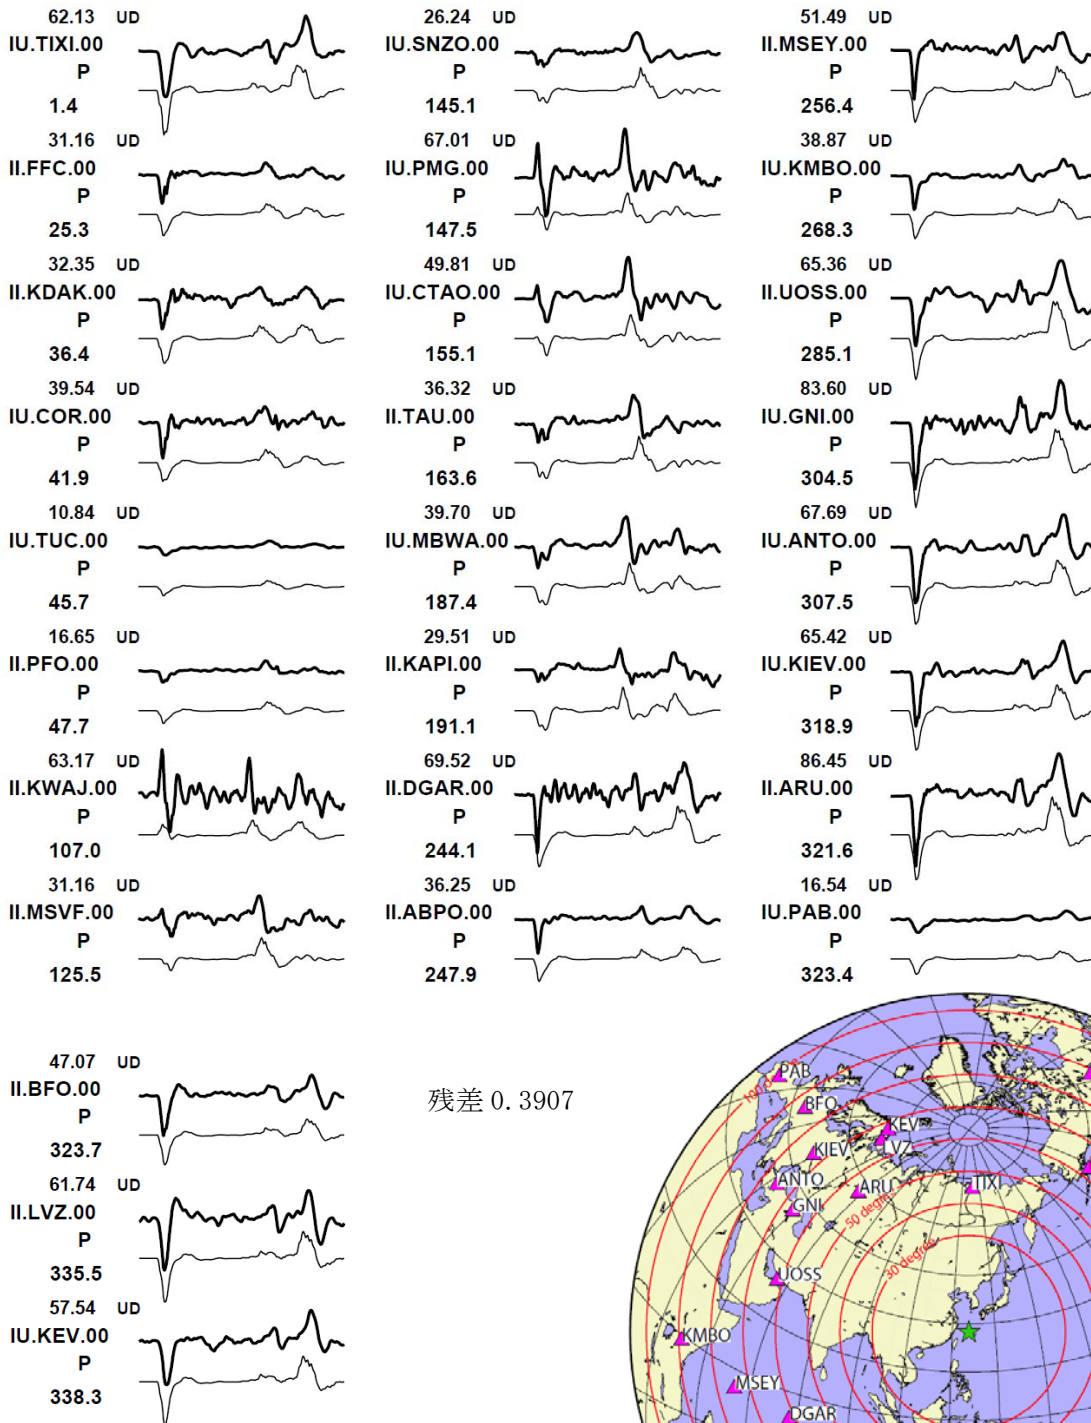 62.13 UD
IU.TIXI.00
P
1.4
31.16 UD
II.FFC.00
P
25.3
32.35 UD
II.KDAK.00
P
36.4
39.54 UD
IU.COR.00
P
41.9
10.84 UD
IU.TUC.00
P
45.7
16.65 UD
II.PFO.00
P
47.7
63.17 UD
II.KWAJ.00
P
107.0
31.16 UD
II.MSVF.00
P
125.5
26.24 UD
IU.SNZO.00
P
145.1
67.01 UD
IU.PMG.00
P
147.5
49.81 UD
IU.CTAO.00
P
155.1
36.32 UD
II.TAU.00
P
163.6
39.70 UD
IU.MBWA.00
P
187.4
29.51 UD
II.KAPI.00
P
191.1
69.52 UD
II.DGAR.00
P
244.1
36.25 UD
II.ABPO.00
P
247.9
51.49 UD
II.MSEY.00
P
256.4
38.87 UD
IU.KMBO.00
P
268.3
65.36 UD
II.UOSS.00
P
285.1
83.60 UD
IU.GNI.00
P
304.5
67.69 UD
IU.ANTO.00
P
307.5
65.42 UD
IU.KIEV.00
P
318.9
86.45 UD
II.ARU.00
P
321.6
16.54 UD
IU.PAB.00
P
323.4
47.07 UD
II.BFO.00
P
323.7
61.74 UD
II.LVZ.00
P
335.5
57.54 UD
IU.KEV.00
P
338.3
残差 0.3907
PAB
BFO
KEV
LVZ
KIEV
ANTO
ARU
TIXI
GNI
50 degree
30 degree
UOSS
KMBO
MSEY
DGAR